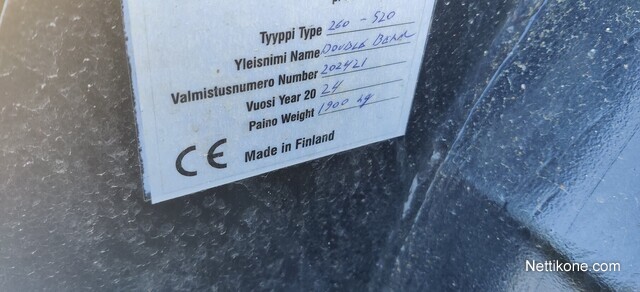 Tyyppi Type 260 - 520
Yleisnimi Name Double
Valmistusnumero Number 202421
Vuosi Year 20 24
Paino Weight 1900 kg
CE Made in Finland
Nettikone.com